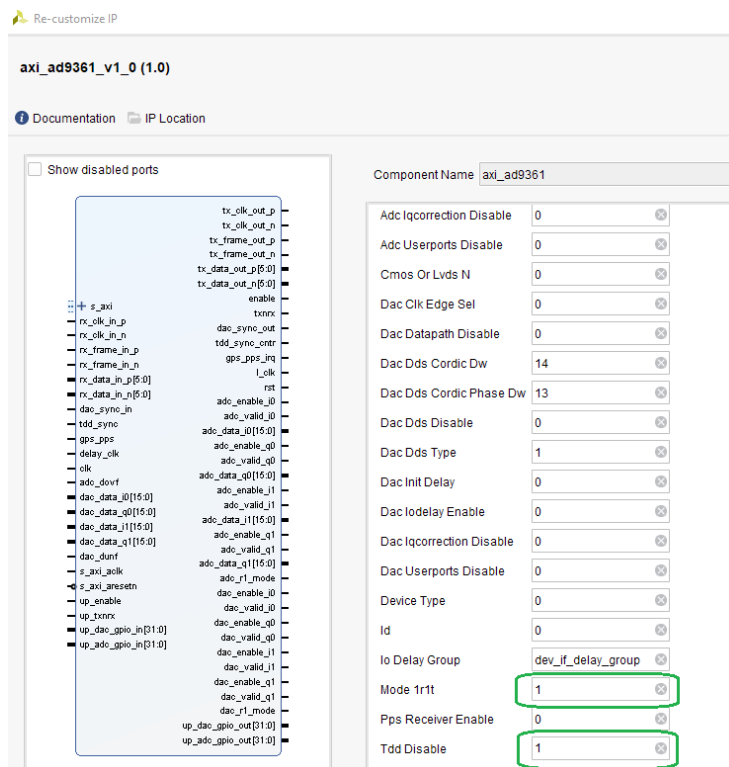 Re-customize IP
axi_ad9361_v1_0 (1.0)
Documentation IP Location
Show disabled ports
s_axi
rx_clk_in_p
rx_clk_in_n
rx_frame_in_p
rx_frame_in_n
rx_data_in_p[5:0]
rx_data_in_n[5:0]
dac_sync_in
tdd_sync
gps_pps
delay_clk
clk
adc_dovf
dac_data_i0[15:0]
dac_data_q0[15:0]
dac_data_i1[15:0]
dac_data_q1[15:0]
dac_dunf
s_axi_aclk
s_axi_aresetn
up_enable
up_txnrx
up_dac_gpio_in[31:0]
up_adc_gpio_in[31:0]
tx_clk_out_p
tx_clk_out_n
tx_frame_out_p
tx_frame_out_n
tx_data_out_p[5:0]
tx_data_out_n[5:0]
enable
txnrx
dac_sync_out
tdd_sync_cntr
gps_pps_irq
l_clk
rst
adc_enable_i0
adc_valid_i0
adc_data_i0[15:0]
adc_enable_q0
adc_valid_q0
adc_data_q0[15:0]
adc_enable_i1
adc_valid_i1
adc_data_i1[15:0]
adc_enable_q1
adc_valid_q1
adc_data_q1[15:0]
adc_r1_mode
dac_enable_i0
dac_valid_i0
dac_enable_q0
dac_valid_q0
dac_enable_i1
dac_valid_i1
dac_enable_q1
dac_valid_q1
dac_r1_mode
up_dac_gpio_out[31:0]
up_adc_gpio_out[31:0]
Component Name axi_ad9361
Adc Iqcorrection Disable 0
Adc Userports Disable 0
Cmos Or Lvds N 0
Dac Clk Edge Sel 0
Dac Datapath Disable 0
Dac Dds Cordic Dw 14
Dac Dds Cordic Phase Dw 13
Dac Dds Disable 0
Dac Dds Type 1
Dac Init Delay 0
Dac Iodelay Enable 0
Dac Iqcorrection Disable 0
Dac Userports Disable 0
Device Type 0
Id 0
Io Delay Group dev_if_delay_group
Mode 1r1t 1
Pps Receiver Enable 0
Tdd Disable 1